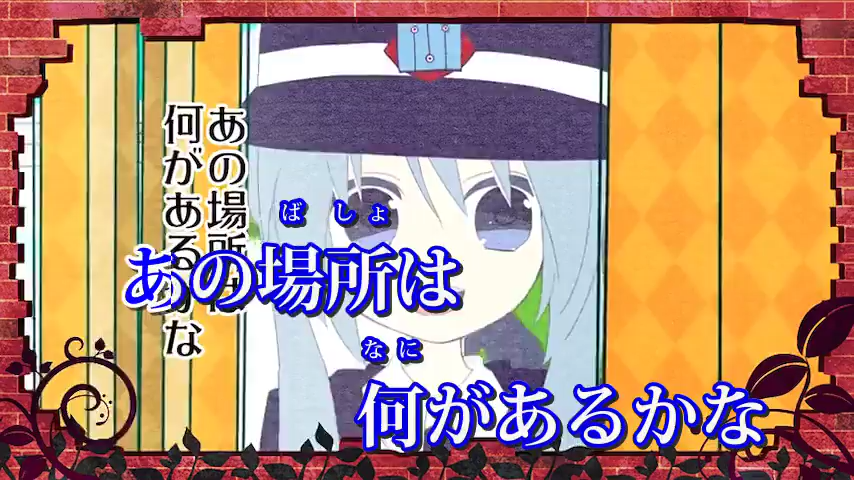 あの場所は
何があるかな
ばしょ
あの場所は
なに
何があるかな